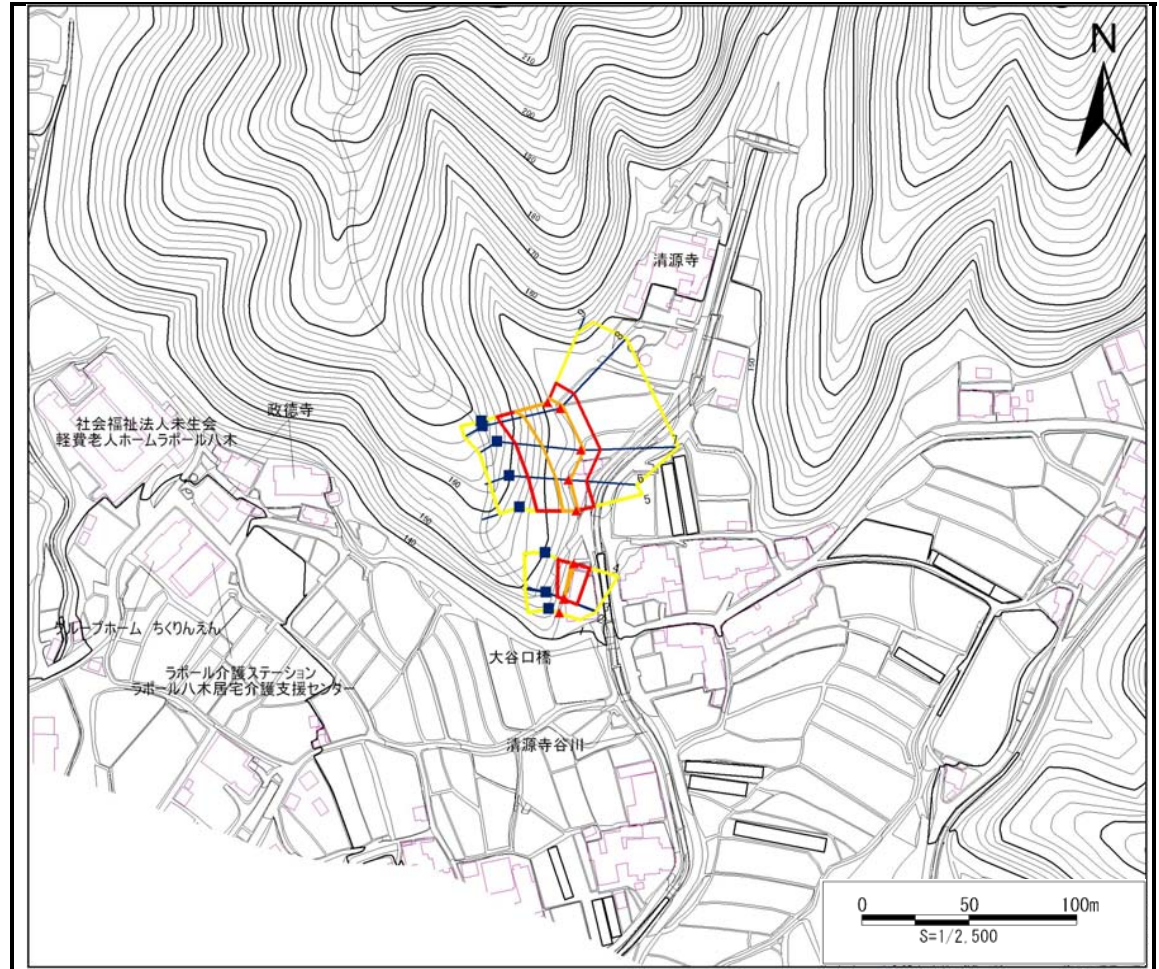 N
210
200
190
180
170
180
清源寺
150
9
8
7
6
5
4
政徳寺
社会福祉法人未生会
軽費老人ホームラポール八木
160
150
140
グループホーム ちくりんえん
ラポール介護ステーション
ラポール八木居宅介護支援センター
大谷口橋
清源寺谷川
0 50 100m
S=1/2,500